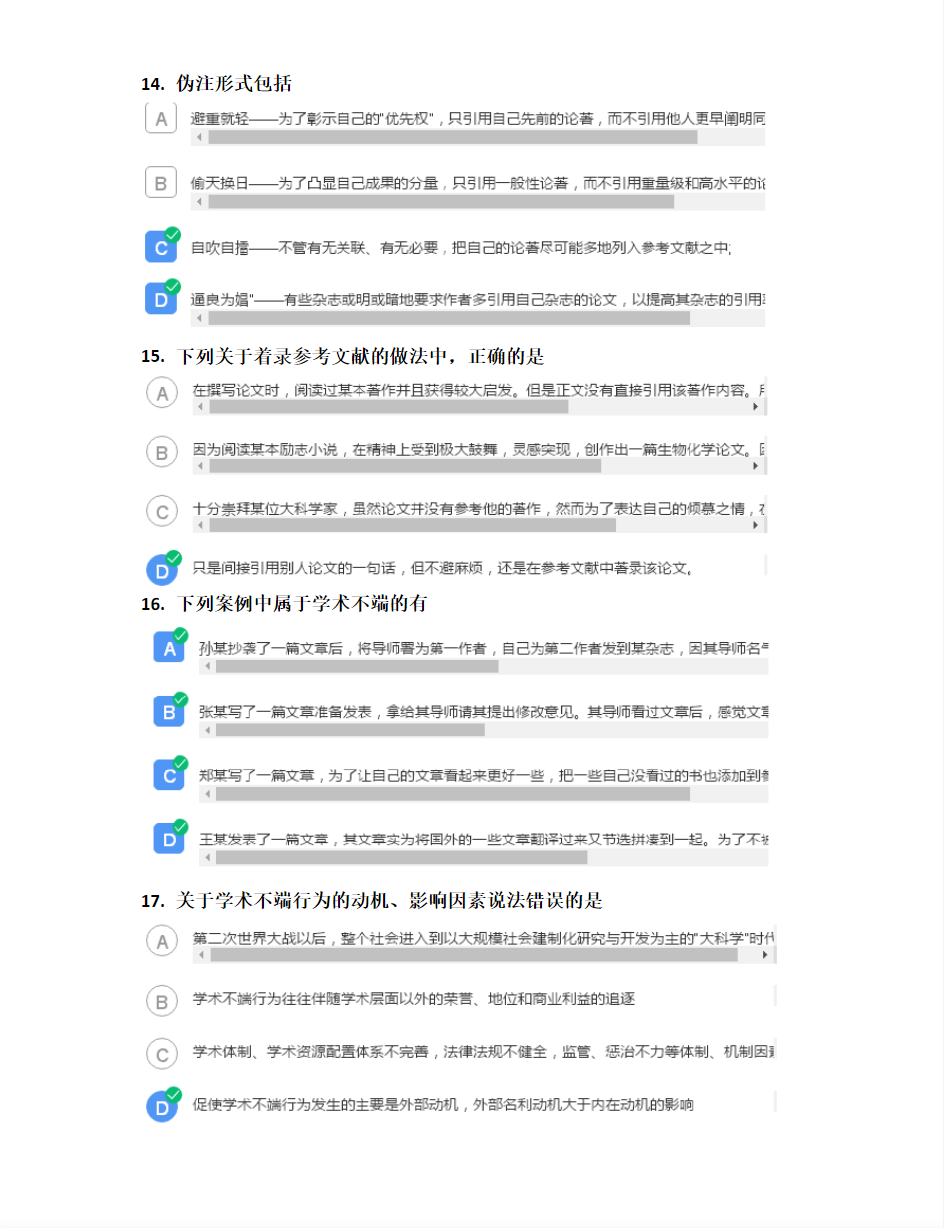 14. 伪注形式包括
A 避重就轻——为了彰示自己的"优先权"，只引用自己先前的论著，而不引用他人更早阐明同
B 偷天换日——为了凸显自己成果的分量，只引用一般性论著，而不引用重量级和高水平的论
C 自吹自擂——不管有无关联、有无必要，把自己的论著尽可能多地列入参考文献之中;
D 逼良为娼"——有些杂志或明或暗地要求作者多引用自己杂志的论文，以提高其杂志的引用率
15. 下列关于着录参考文献的做法中，正确的是
A 在撰写论文时，阅读过某本著作并且获得较大启发。但是正文没有直接引用该著作内容。
B 因为阅读某本励志小说，在精神上受到极大鼓舞，灵感突现，创作出一篇生物化学论文。因
C 十分崇拜某位大科学家，虽然论文并没有参考他的著作，然而为了表达自己的倾慕之情，在
D 只是间接引用别人论文的一句话，但不避麻烦，还是在参考文献中著录该论文。
16. 下列案例中属于学术不端的有
A 孙某抄袭了一篇文章后，将导师署为第一作者，自己为第二作者发到某杂志，因其导师名气
B 张某写了一篇文章准备发表，拿给其导师请其提出修改意见。其导师看过文章后，感觉文章
C 郑某写了一篇文章，为了让自己的文章看起来更好一些，把一些自己没看过的书也添加到参
D 王某发表了一篇文章，其文章实为将国外的一些文章翻译过来又节选拼凑到一起。为了不被
17. 关于学术不端行为的动机、影响因素说法错误的是
A 第二次世界大战以后，整个社会进入到以大规模社会建制化研究与开发为主的"大科学"时代
B 学术不端行为往往伴随学术层面以外的荣誉、地位和商业利益的追逐
C 学术体制、学术资源配置体系不完善，法律法规不健全，监管、惩治不力等体制、机制因素
D 促使学术不端行为发生的主要是外部动机，外部名利动机大于内在动机的影响